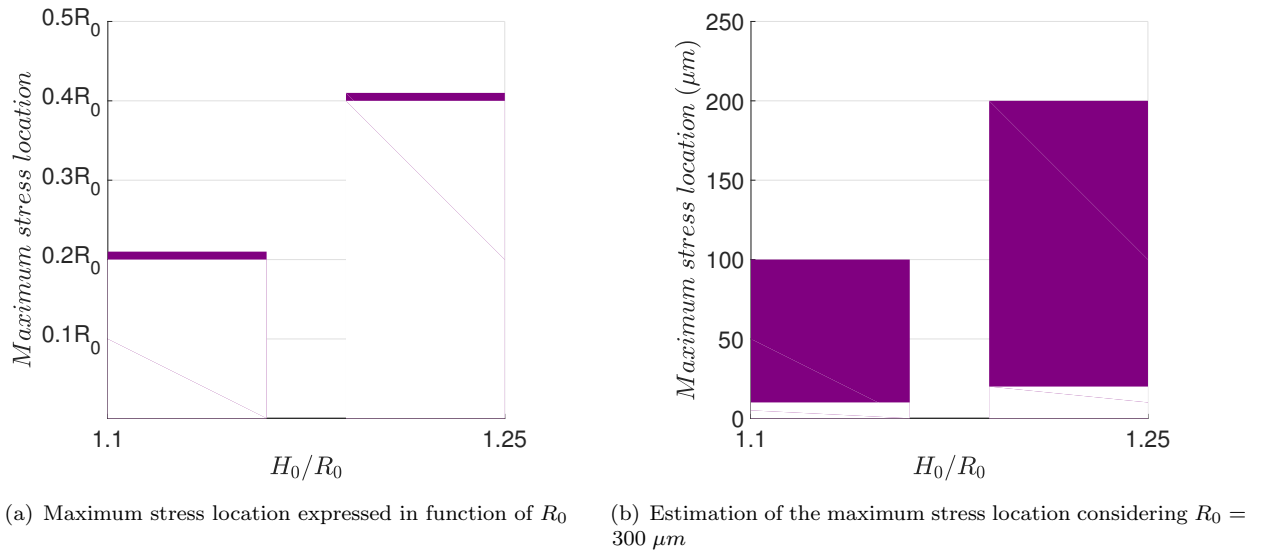 0.5R0
0.4R0
0.3R0
0.2R0
0.1R0
Maximum stress location
1.1
1.25
H0/R0
(a) Maximum stress location expressed in function of R0
250
200
150
100
50
0
Maximum stress location (μm)
1.1
1.25
H0/R0
(b) Estimation of the maximum stress location considering R0 =
300 μm